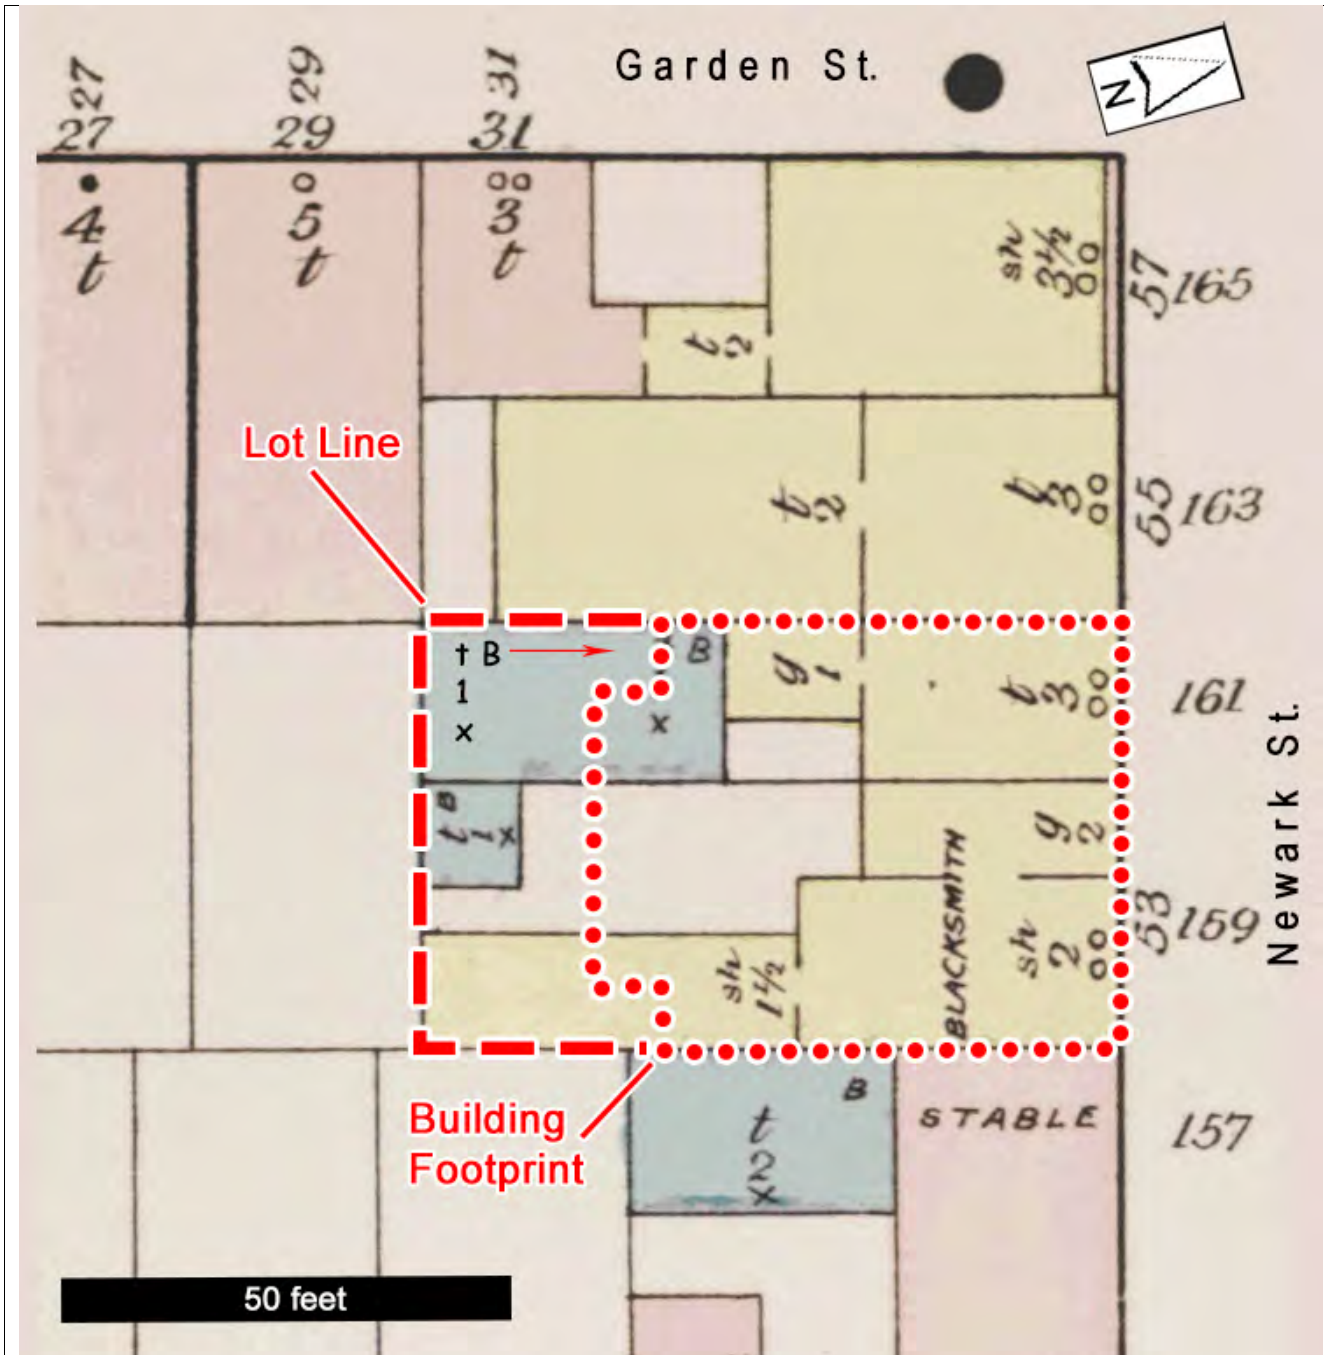 Garden St.
N
27
29
31
27
29
31
4
t
5
t
3
t
sh
3½
57
165
t
2
Lot Line
t
2
t
3
55
163
t B
1
x
B
x
g
1
t
3
161
Newark St.
B
t
1
x
g
2
BLACKSMITH
sh
1½
sh
2
53
159
Building
Footprint
B
t
2
x
STABLE
157
50 feet